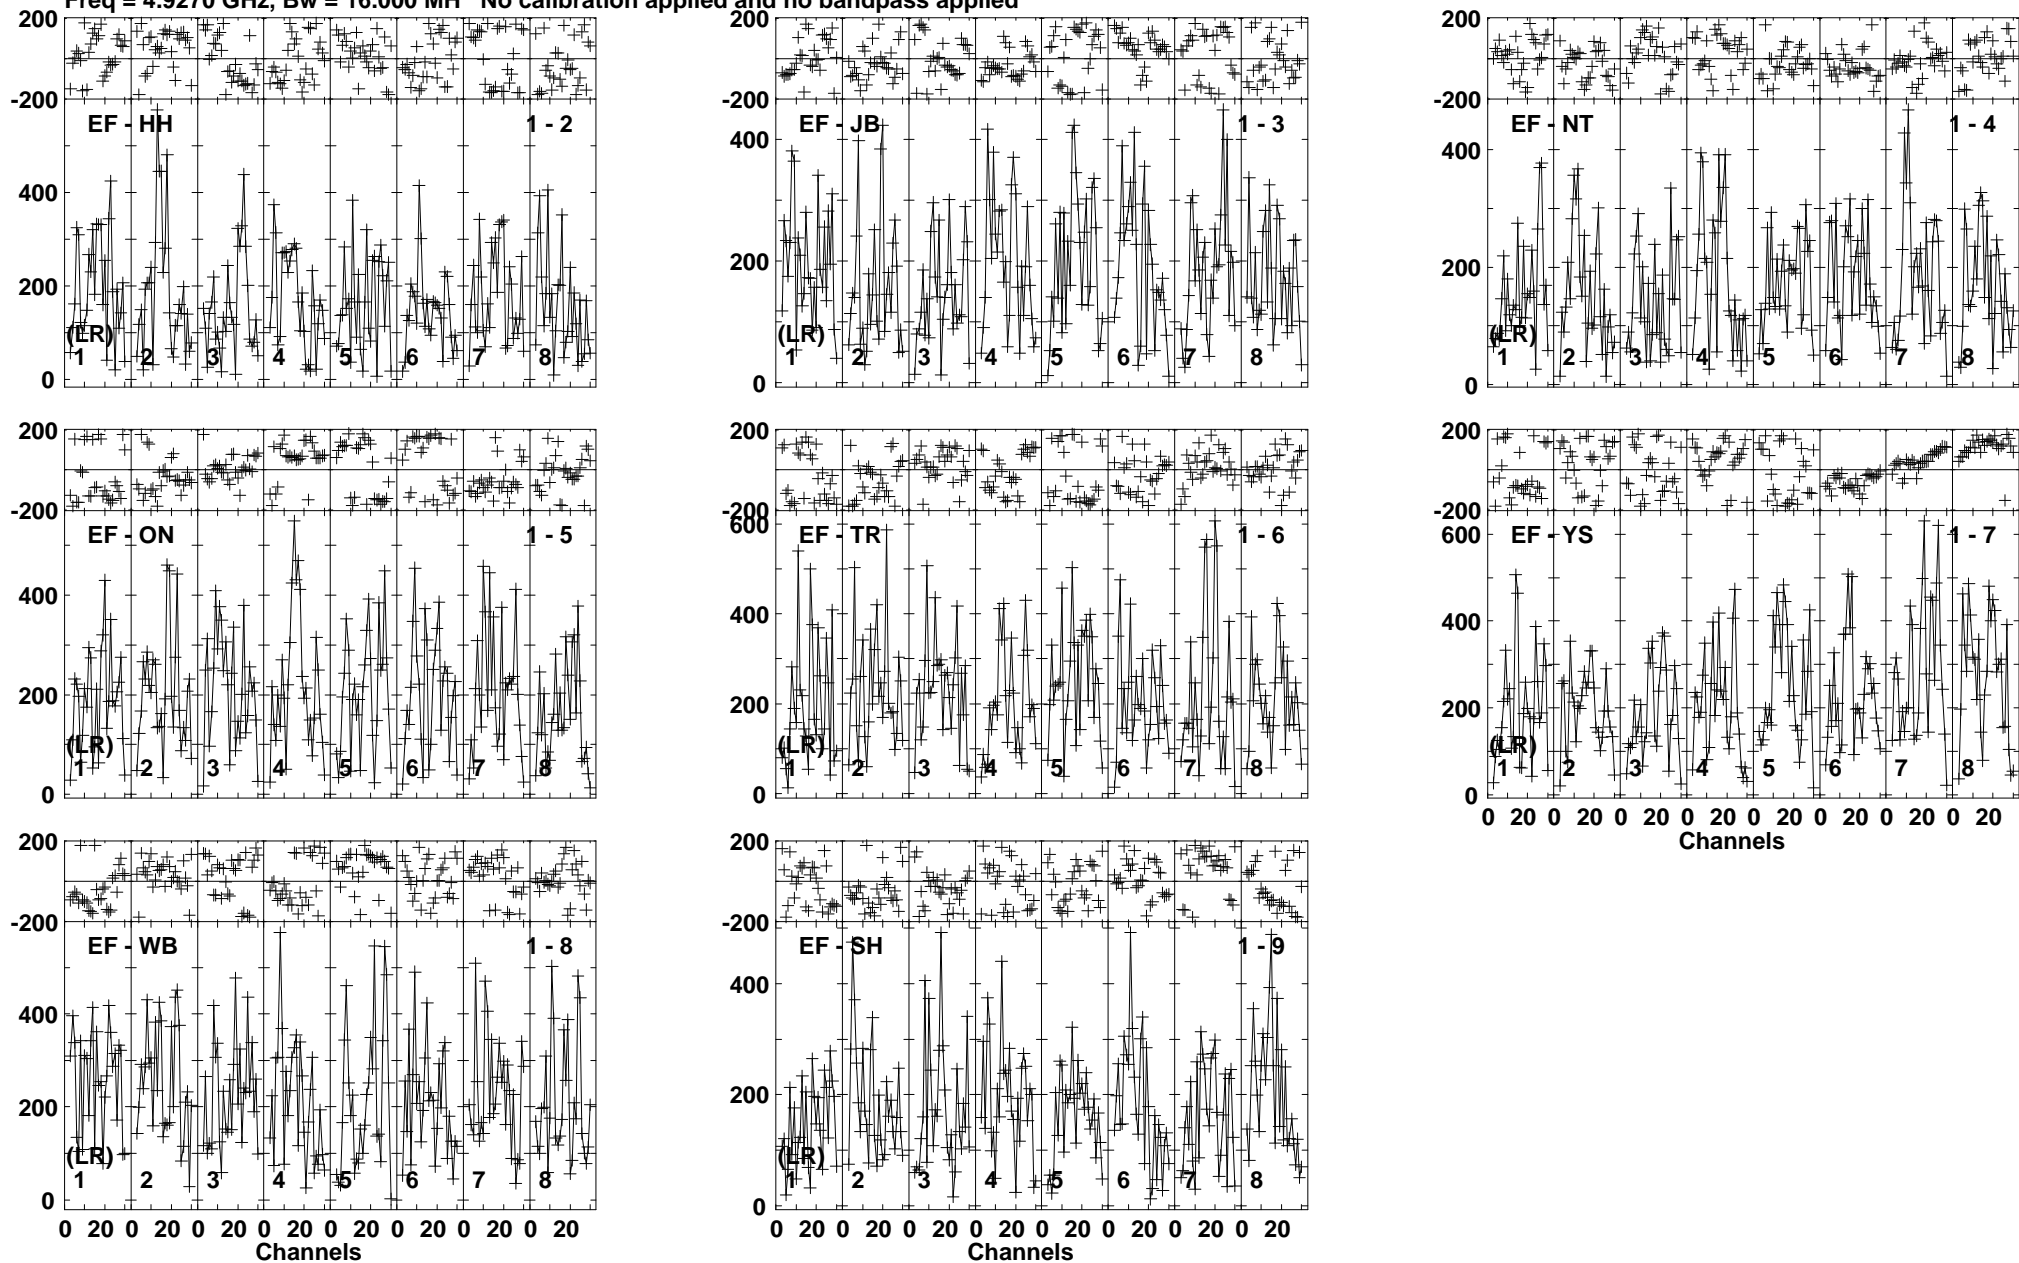 Freq = 4.9270 GHz, Bw = 16.000 MH No calibration applied and no bandpass applied
200 200 200
-200 -200 -200
EF - HH 1 - 2 EF - JB 1 - 3 EF - NT 1 - 4
400 400 400
200 200 200
(LR) (LR) (LR)
1 2 3 4 5 6 7 8 1 2 3 4 5 6 7 8 1 2 3 4 5 6 7 8
0 0 0
200 200 200
-200 -200 -200
EF - ON 1 - 5 EF - TR 1 - 6 EF - YS 1 - 7
600 600
400 400 400
200 200 200
(LR) (LR) (LR)
1 2 3 4 5 6 7 8 1 2 3 4 5 6 7 8 1 2 3 4 5 6 7 8
0 0 0
0 20 0 20 0 20 0 20 0 20 0 20 0 20 0 20
Channels
200 200
-200 -200
EF - WB 1 - 8 EF - SH 1 - 9
400 400
200 200
(LR) (LR)
1 2 3 4 5 6 7 8 1 2 3 4 5 6 7 8
0 0
0 20 0 20 0 20 0 20 0 20 0 20 0 20 0 20 0 20 0 20 0 20 0 20 0 20 0 20 0 20 0 20
Channels Channels